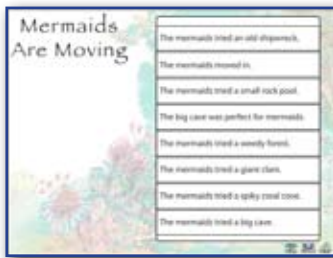 Mermaids
Are Moving
The mermaids tried an old shipwreck.
The mermaids moved in.
The mermaids tried a small rock pool.
The big cave was perfect for mermaids.
The mermaids tried a weedy forest.
The mermaids tried a giant clam.
The mermaids tried a spiky coral cave.
The mermaids tried a big cave.